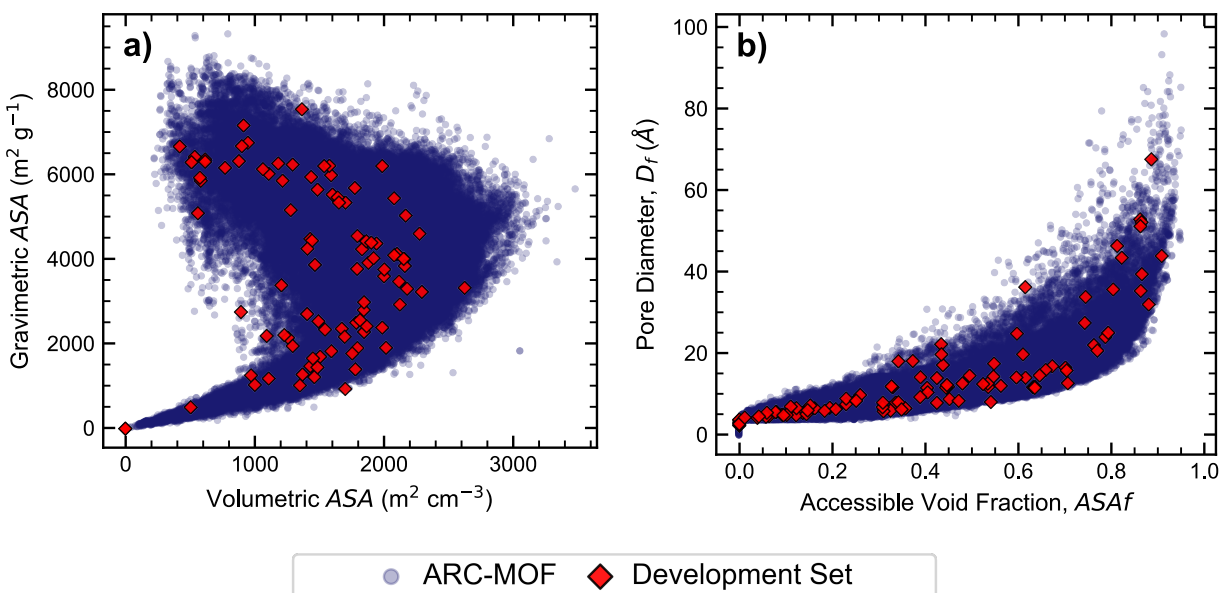 a)
Gravimetric ASA (m² g⁻¹)
8000
6000
4000
2000
0
0 1000 2000 3000
Volumetric ASA (m² cm⁻³)
b)
Pore Diameter, D_f (Å)
100
80
60
40
20
0
0.0 0.2 0.4 0.6 0.8 1.0
Accessible Void Fraction, ASAf
ARC-MOF Development Set